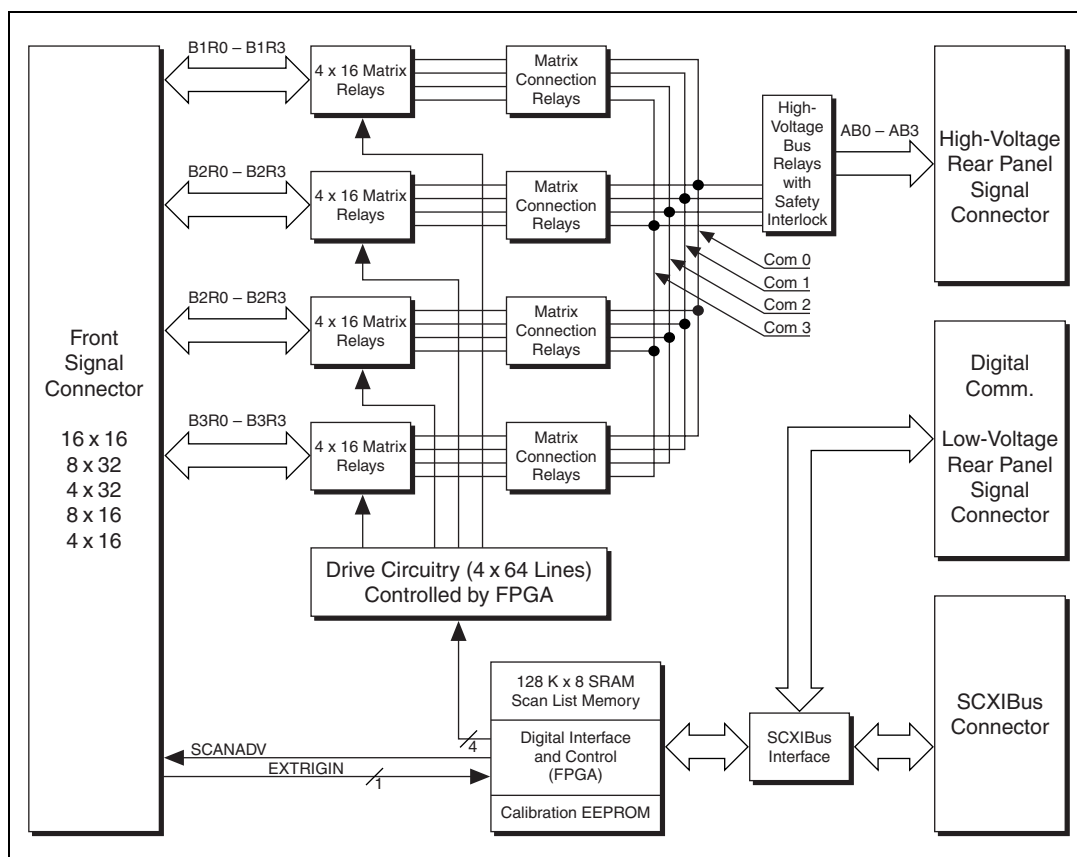 B1R0 – B1R3
4 x 16 Matrix
Relays
Matrix
Connection
Relays
High-
Voltage
Bus
Relays
with
Safety
Interlock
AB0 – AB3
High-Voltage
Rear Panel
Signal
Connector
B2R0 – B2R3
4 x 16 Matrix
Relays
Matrix
Connection
Relays
Com 0
Com 1
Com 2
Com 3
B2R0 – B2R3
4 x 16 Matrix
Relays
Matrix
Connection
Relays
Front
Signal
Connector
16 x 16
8 x 32
4 x 32
8 x 16
4 x 16
Digital
Comm.
Low-Voltage
Rear Panel
Signal
Connector
B3R0 – B3R3
4 x 16 Matrix
Relays
Matrix
Connection
Relays
Drive Circuitry (4 x 64 Lines)
Controlled by FPGA
128 K x 8 SRAM
Scan List Memory
Digital Interface
and Control
(FPGA)
Calibration EEPROM
4
SCANADV
EXTRIGIN
1
SCXIBus
Interface
SCXIBus
Connector